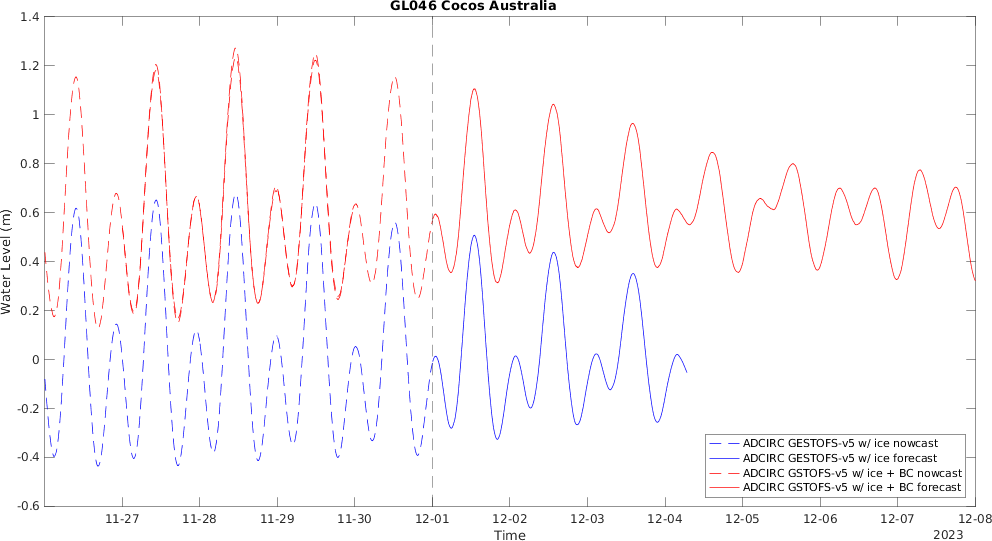 GL046 Cocos Australia
1.4
1.2
1
0.8
0.6
0.4
0.2
0
-0.2
-0.4
-0.6
Water Level (m)
11-27 11-28 11-29 11-30 12-01 12-02 12-03 12-04 12-05 12-06 12-07 12-08
Time
2023
ADCIRC GESTOFS-v5 w/ ice nowcast
ADCIRC GESTOFS-v5 w/ ice forecast
ADCIRC GSTOFS-v5 w/ ice + BC nowcast
ADCIRC GSTOFS-v5 w/ ice + BC forecast